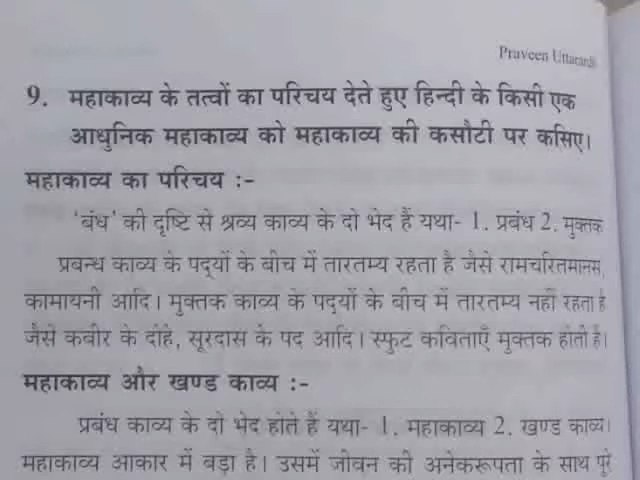 Praveen Uttarardh
9. महाकाव्य के तत्वों का परिचय देते हुए हिन्दी के किसी एक
आधुनिक महाकाव्य को महाकाव्य की कसौटी पर कसिए।
महाकाव्य का परिचय :-
'बंध' की दृष्टि से श्रव्य काव्य के दो भेद हैं यथा- 1. प्रबंध 2. मुक्तक
प्रबन्ध काव्य के पद्यों के बीच में तारतम्य रहता है जैसे रामचरितमानस,
कामायनी आदि। मुक्तक काव्य के पद्यों के बीच में तारतम्य नहीं रहता है
जैसे कबीर के दोहे, सूरदास के पद आदि। स्फुट कविताएँ मुक्तक होती हैं।
महाकाव्य और खण्ड काव्य :-
प्रबंध काव्य के दो भेद होते हैं यथा- 1. महाकाव्य 2. खण्ड काव्य।
महाकाव्य आकार में बड़ा है। उसमें जीवन की अनेकरूपता के साथ पूरे